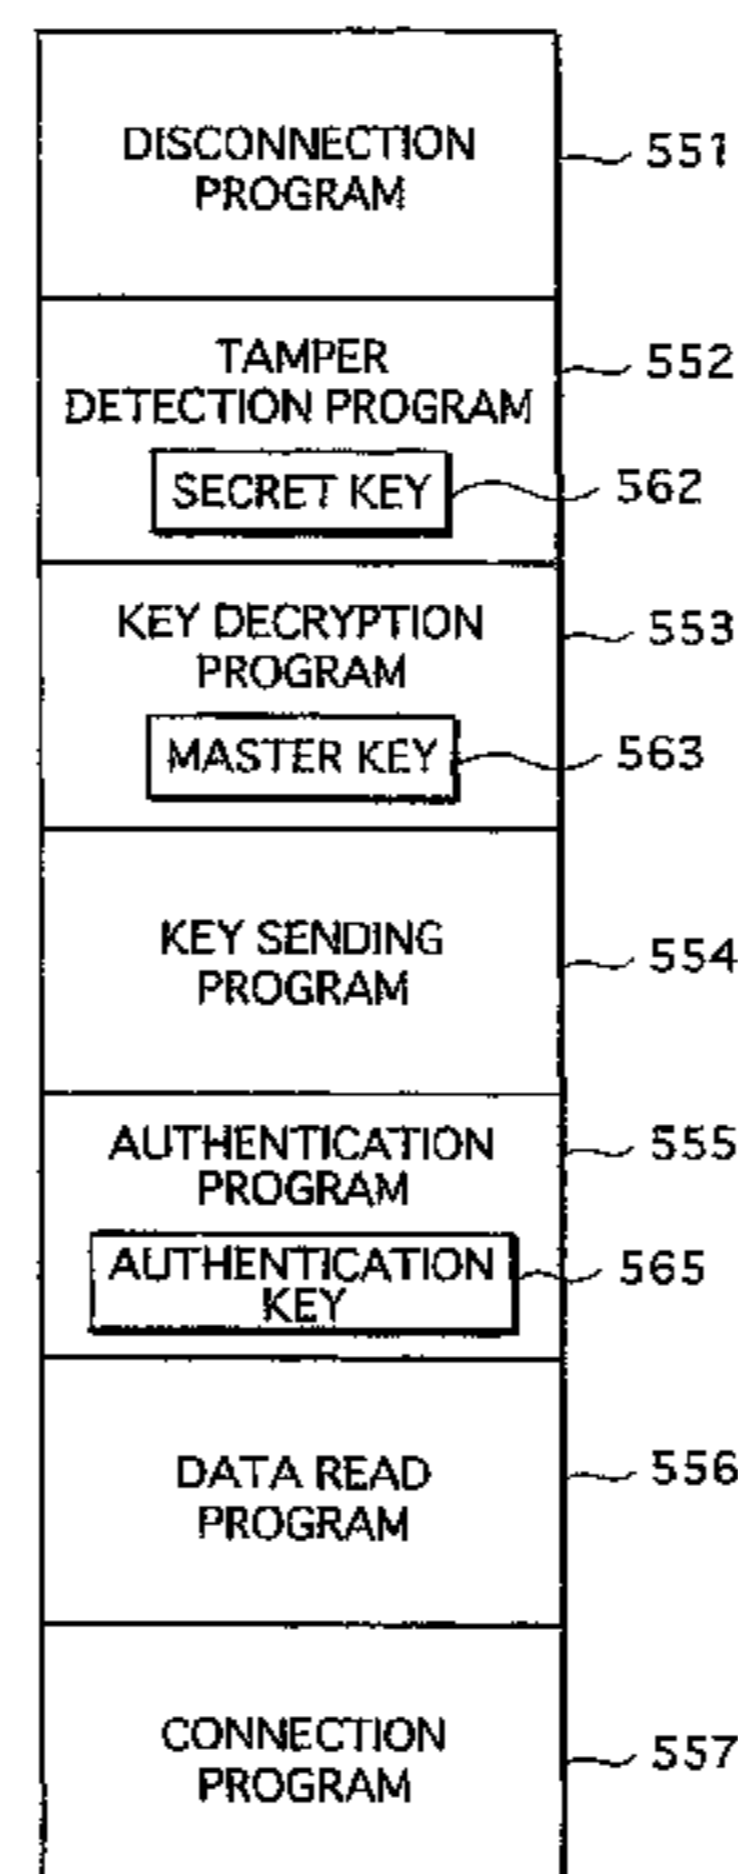 DISCONNECTION
PROGRAM
551
TAMPER
DETECTION PROGRAM
552
SECRET KEY
562
KEY DECRYPTION
PROGRAM
553
MASTER KEY
563
KEY SENDING
PROGRAM
554
AUTHENTICATION
PROGRAM
555
AUTHENTICATION
KEY
565
DATA READ
PROGRAM
556
CONNECTION
PROGRAM
557